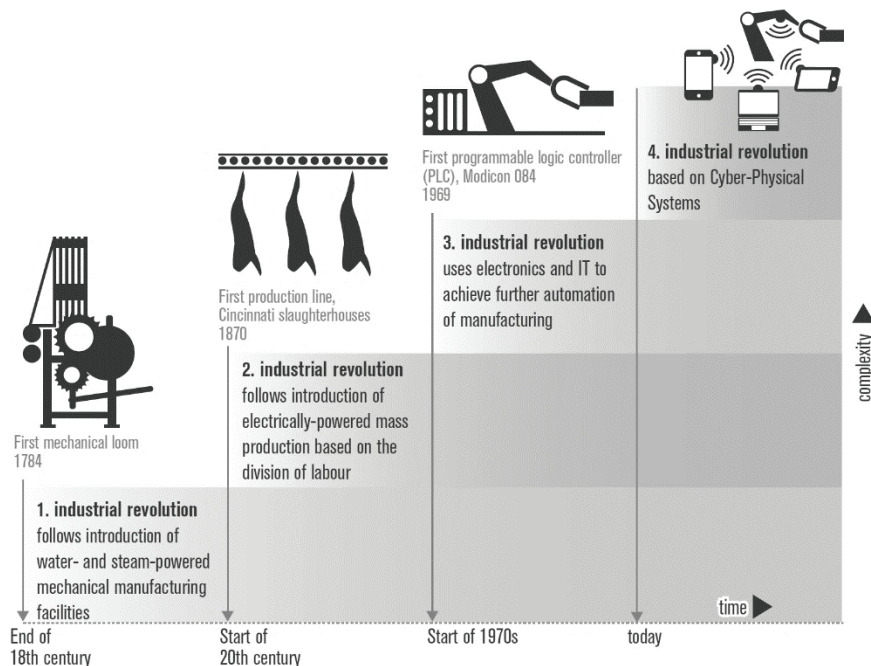 First mechanical loom
1784
1. industrial revolution
follows introduction of
water- and steam-powered
mechanical manufacturing
facilities
End of
18th century
First production line,
Cincinnati slaughterhouses
1870
2. industrial revolution
follows introduction of
electrically-powered mass
production based on the
division of labour
Start of
20th century
First programmable logic controller
(PLC), Modicon 084
1969
3. industrial revolution
uses electronics and IT to
achieve further automation
of manufacturing
Start of 1970s
4. industrial revolution
based on Cyber-Physical
Systems
today
time
complexity